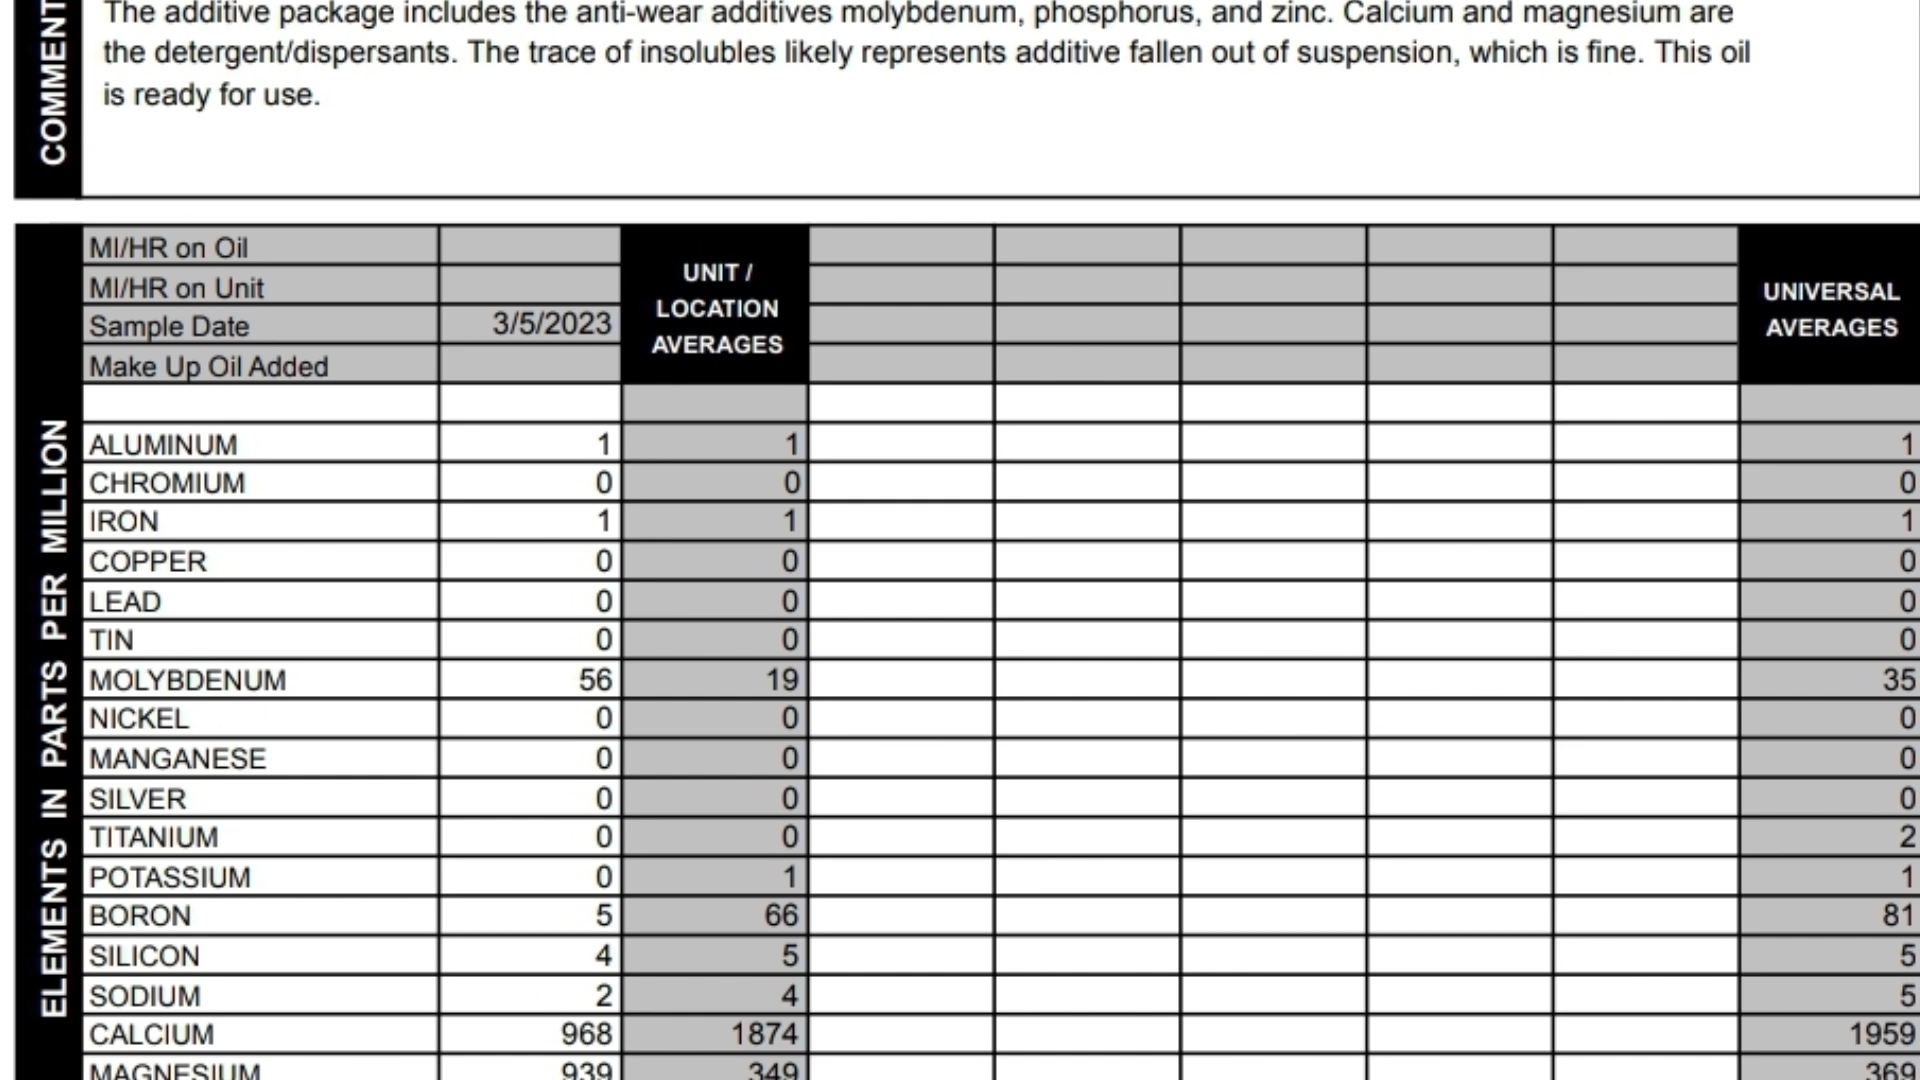 The additive package includes the anti-wear additives molybdenum, phosphorus, and zinc. Calcium and magnesium are
the detergent/dispersants. The trace of insolubles likely represents additive fallen out of suspension, which is fine. This oil
is ready for use.
COMMENT
MI/HR on Oil
MI/HR on Unit
Sample Date 3/5/2023
Make Up Oil Added
UNIT /
LOCATION
AVERAGES
UNIVERSAL
AVERAGES
ELEMENTS IN PARTS PER MILLION
ALUMINUM 1 1 1
CHROMIUM 0 0 0
IRON 1 1 1
COPPER 0 0 0
LEAD 0 0 0
TIN 0 0 0
MOLYBDENUM 56 19 35
NICKEL 0 0 0
MANGANESE 0 0 0
SILVER 0 0 0
TITANIUM 0 0 2
POTASSIUM 0 1 1
BORON 5 66 81
SILICON 4 5 5
SODIUM 2 4 5
CALCIUM 968 1874 1959
MAGNESIUM 939 349 369